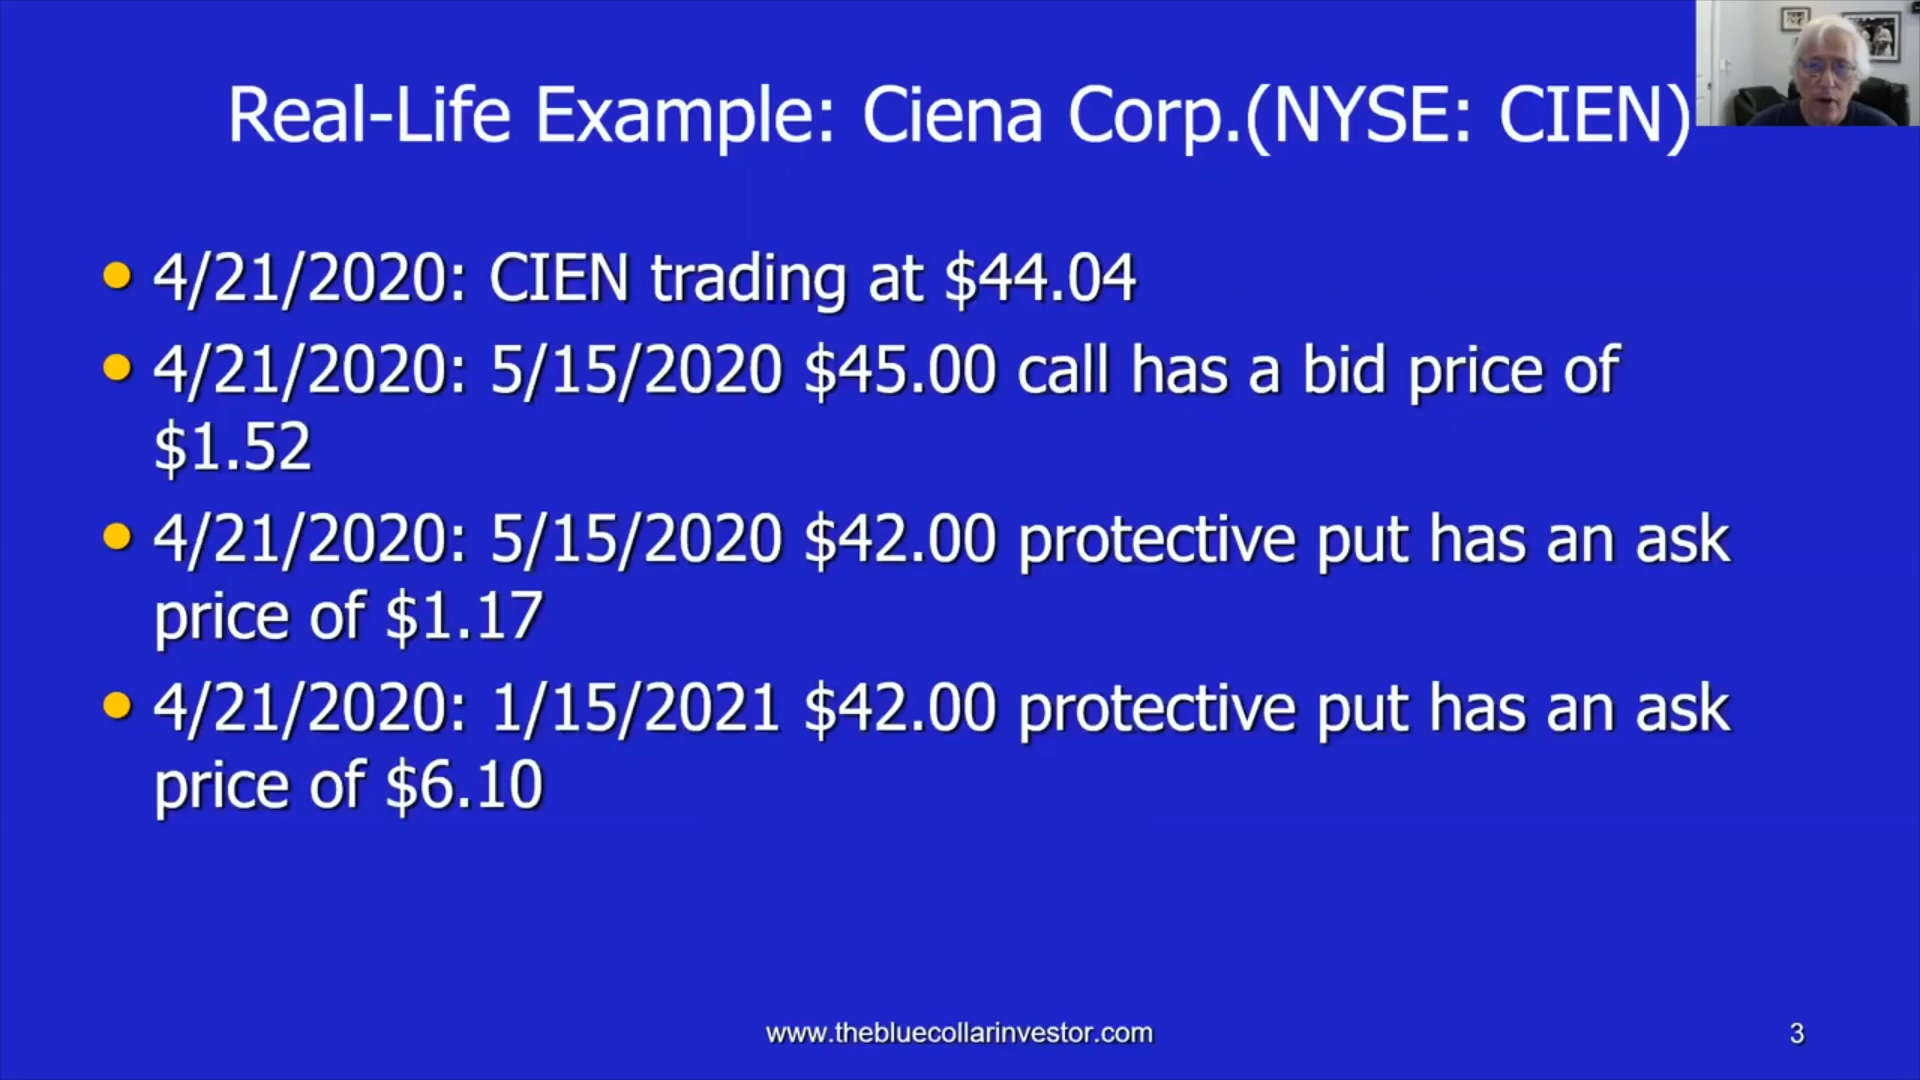 Real-Life Example: Ciena Corp.(NYSE: CIEN)
4/21/2020: CIEN trading at $44.04
4/21/2020: 5/15/2020 $45.00 call has a bid price of
$1.52
4/21/2020: 5/15/2020 $42.00 protective put has an ask
price of $1.17
4/21/2020: 1/15/2021 $42.00 protective put has an ask
price of $6.10
www.thebluecollarinvestor.com
3